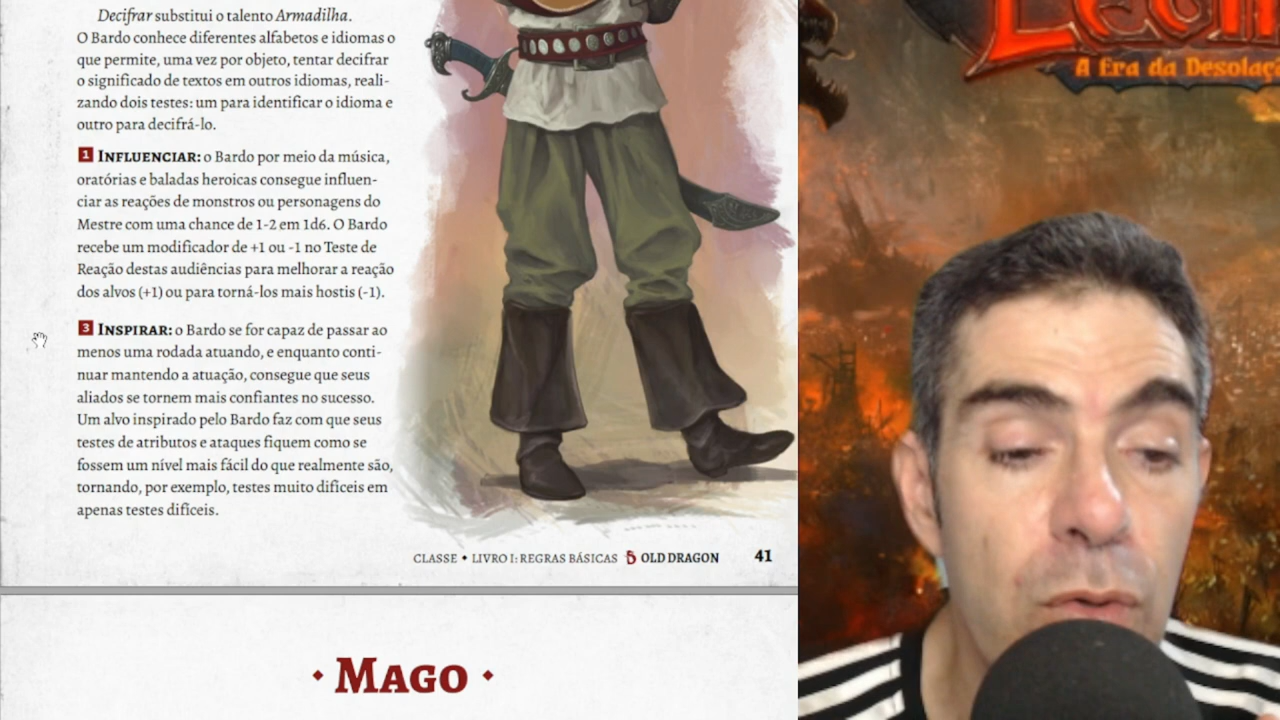 Decifrar substitui o talento Armadilha.
O Bardo conhece diferentes alfabetos e idiomas o
que permite, uma vez por objeto, tentar decifrar
o significado de textos em outros idiomas, reali-
zando dois testes: um para identificar o idioma e
outro para decifrá-lo.
1 INFLUENCIAR: o Bardo por meio da música,
oratórias e baladas heroicas consegue influen-
ciar as reações de monstros ou personagens do
Mestre com uma chance de 1-2 em 1d6. O Bardo
recebe um modificador de +1 ou -1 no Teste de
Reação destas audiências para melhorar a reação
dos alvos (+1) ou para torná-los mais hostis (-1).
3 INSPIRAR: o Bardo se for capaz de passar ao
menos uma rodada atuando, e enquanto conti-
nuar mantendo a atuação, consegue que seus
aliados se tornem mais confiantes no sucesso.
Um alvo inspirado pelo Bardo faz com que seus
testes de atributos e ataques fiquem como se
fossem um nível mais fácil do que realmente são,
tornando, por exemplo, testes muito difíceis em
apenas testes difíceis.
CLASSE • LIVRO I: REGRAS BÁSICAS OLD DRAGON 41
• MAGO •
A Era da